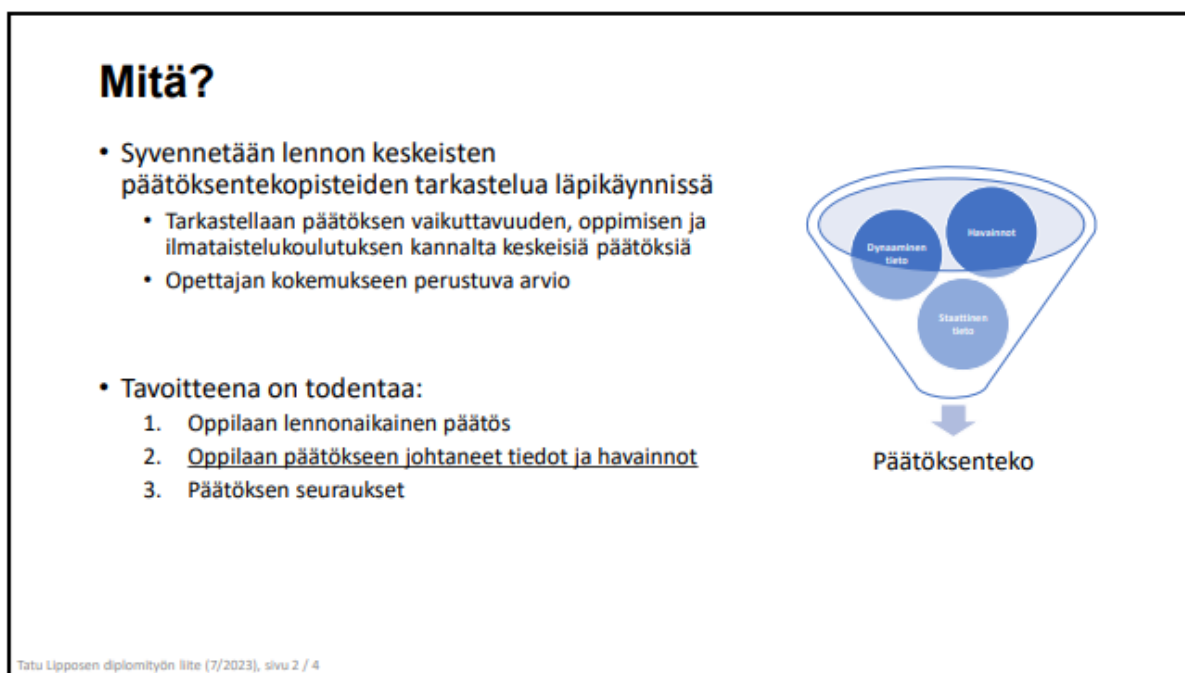 Mitä?
• Syvennetään lennon keskeisten
päätöksentekopisteiden tarkastelua läpikäynnissä
• Tarkastellaan päätöksen vaikuttavuuden, oppimisen ja
ilmataistelukoulutuksen kannalta keskeisiä päätöksiä
• Opettajan kokemukseen perustuva arvio
• Tavoitteena on todentaa:
1. Oppilaan lennonaikainen päätös
2. Oppilaan päätökseen johtaneet tiedot ja havainnot
3. Päätöksen seuraukset
Dynaaminen
tieto
Havainnot
Staattinen
tieto
Päätöksenteko
Tatu Lipposen diplomityön liite (7/2023), sivu 2 / 4